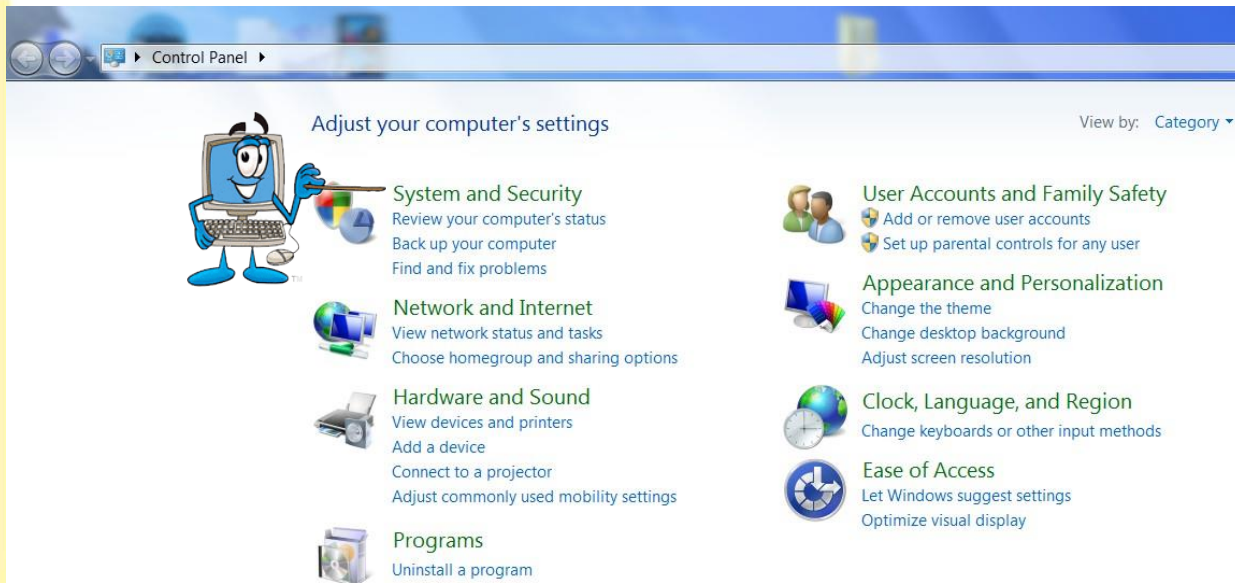 Control Panel
Adjust your computer's settings
View by: Category
System and Security
Review your computer's status
Back up your computer
Find and fix problems
Network and Internet
View network status and tasks
Choose homegroup and sharing options
Hardware and Sound
View devices and printers
Add a device
Connect to a projector
Adjust commonly used mobility settings
Programs
Uninstall a program
User Accounts and Family Safety
Add or remove user accounts
Set up parental controls for any user
Appearance and Personalization
Change the theme
Change desktop background
Adjust screen resolution
Clock, Language, and Region
Change keyboards or other input methods
Ease of Access
Let Windows suggest settings
Optimize visual display
TM